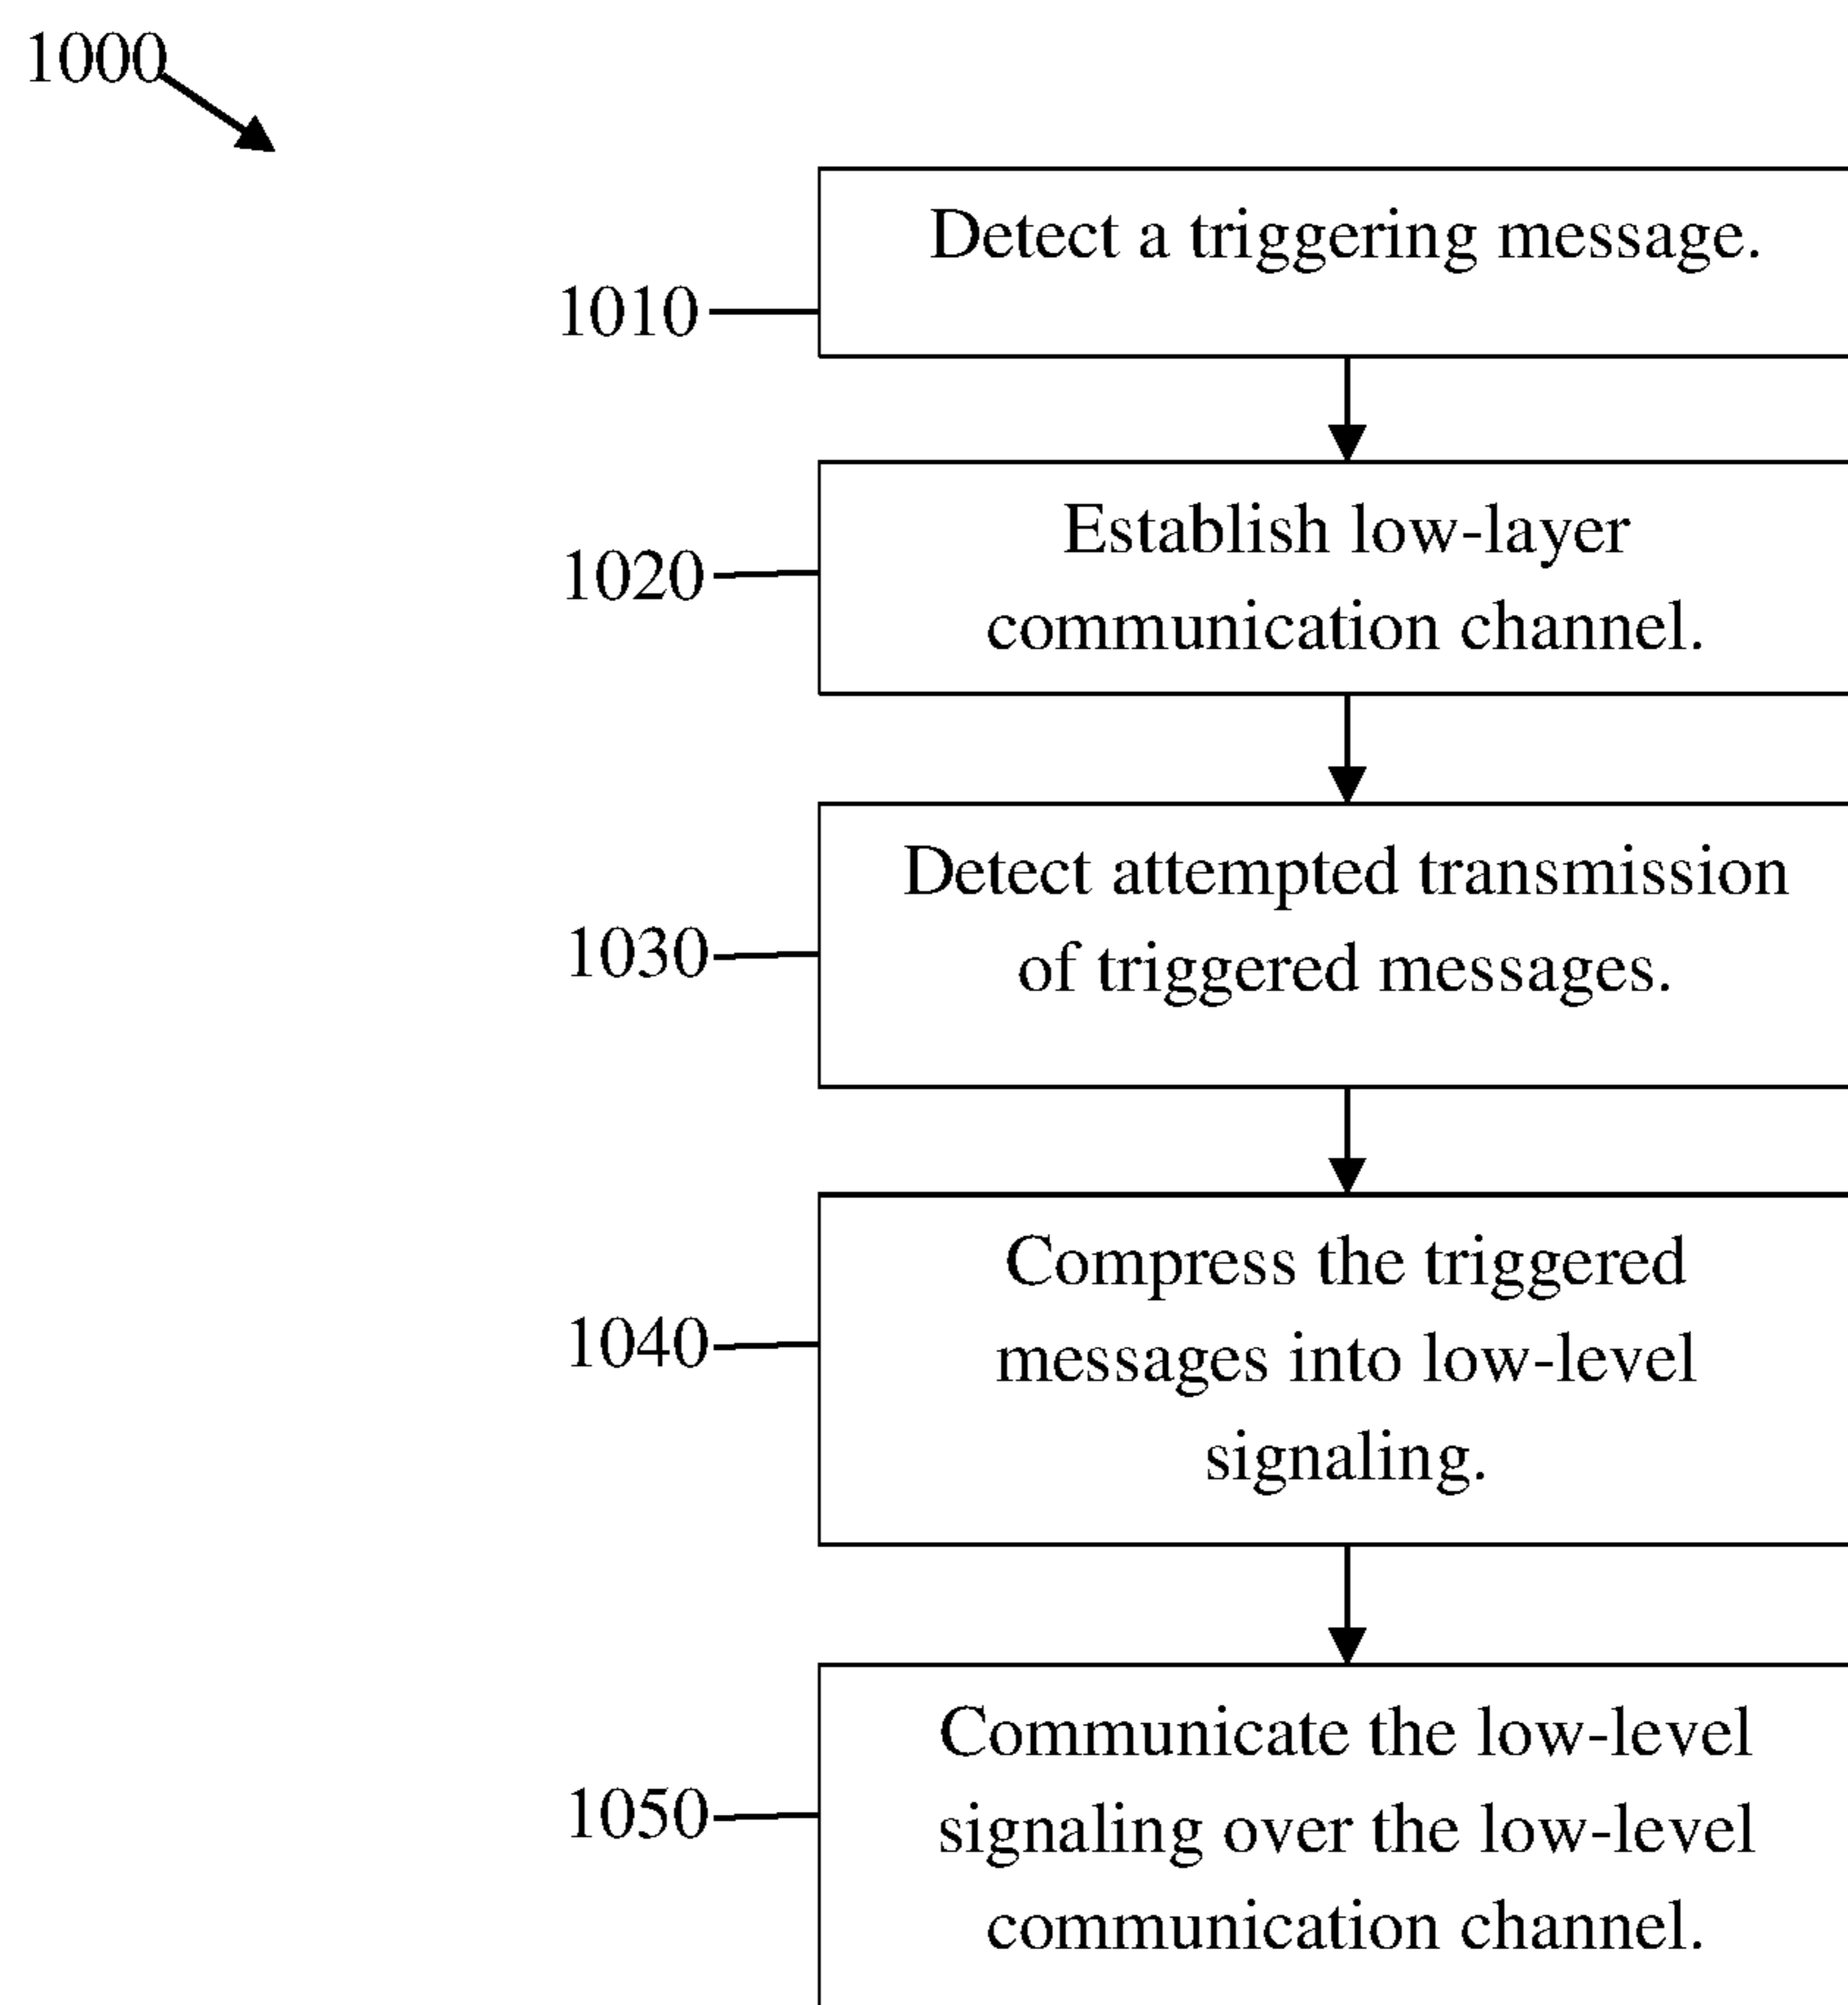 1000
Detect a triggering message.
1010
Establish low-layer
1020
communication channel.
Detect attempted transmission
1030
of triggered messages.
Compress the triggered
1040
messages into low-level
signaling.
Communicate the low-level
1050
signaling over the low-level
communication channel.